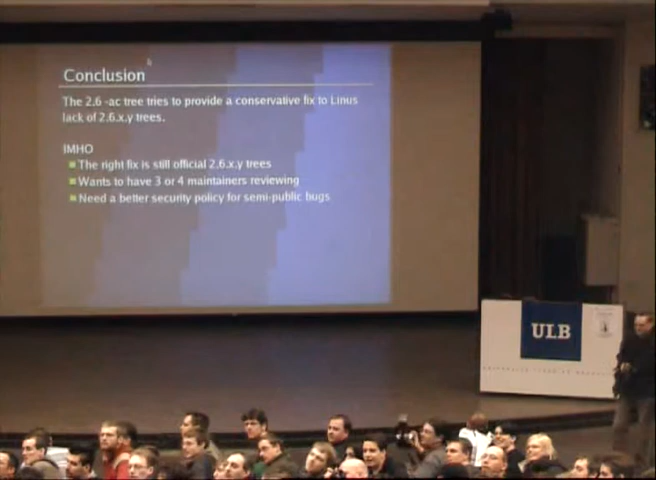 Conclusion
The 2.6 -ac tree tries to provide a conservative fix to Linus
lack of 2.6.x.y trees.
IMHO
The right fix is still official 2.6.x.y trees
Wants to have 3 or 4 maintainers reviewing
Need a better security policy for semi-public bugs
ULB